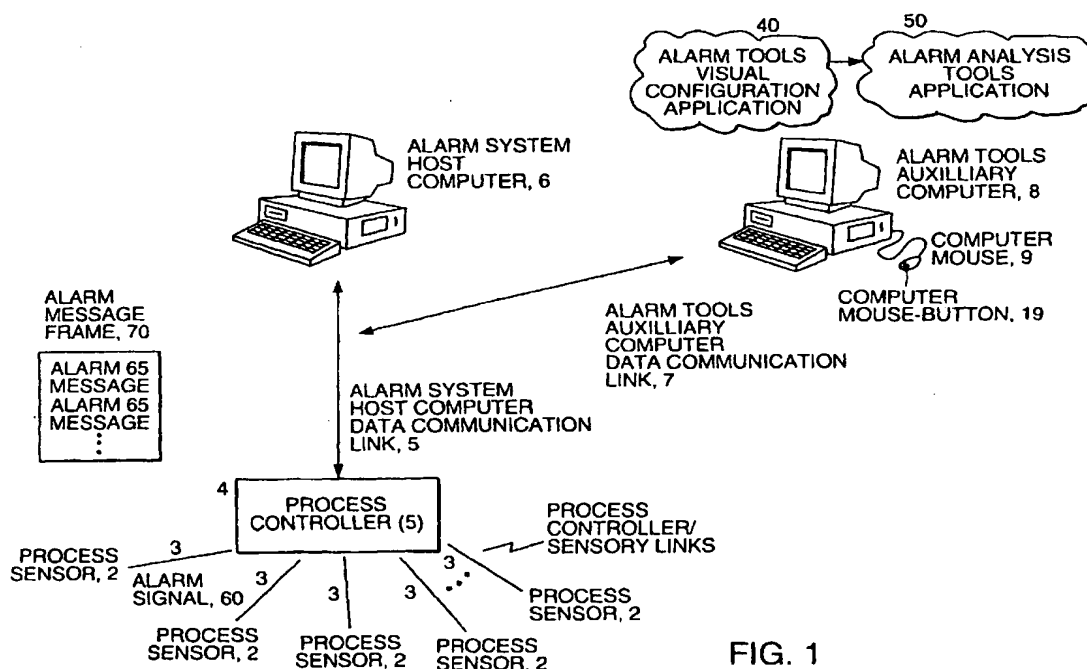 40
ALARM TOOLS
VISUAL
CONFIGURATION
APPLICATION
50
ALARM ANALYSIS
TOOLS
APPLICATION
ALARM SYSTEM
HOST
COMPUTER, 6
ALARM TOOLS
AUXILLIARY
COMPUTER, 8
COMPUTER
MOUSE, 9
COMPUTER
MOUSE-BUTTON, 19
ALARM
MESSAGE
FRAME, 70
ALARM 65
MESSAGE
ALARM 65
MESSAGE
ALARM TOOLS
AUXILLIARY
COMPUTER
DATA COMMUNICATION
LINK, 7
ALARM SYSTEM
HOST COMPUTER
DATA COMMUNICATION
LINK, 5
4
PROCESS
CONTROLLER (5)
PROCESS
CONTROLLER/
SENSORY LINKS
PROCESS
SENSOR, 2
3
ALARM
SIGNAL, 60
3
PROCESS
SENSOR, 2
3
PROCESS
SENSOR, 2
3
PROCESS
SENSOR, 2
3
PROCESS
SENSOR, 2
FIG. 1